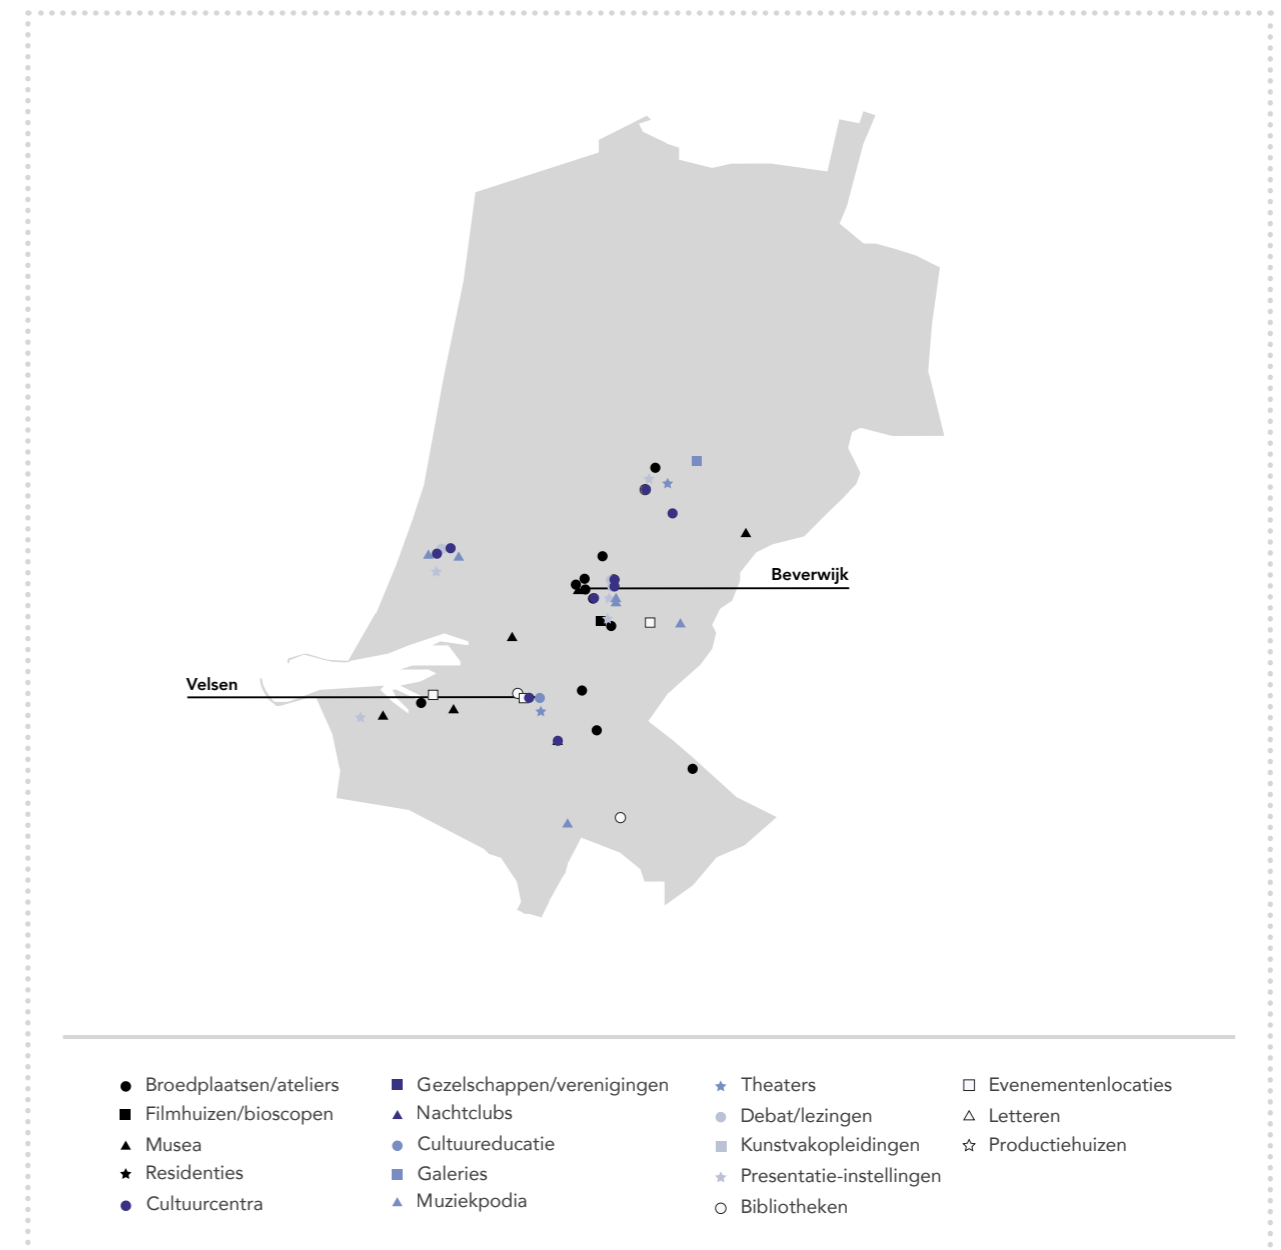 Beverwijk
Velsen
Broedplaatsen/ateliers
Filmhuizen/bioscopen
Musea
Residenties
Cultuurcentra
Gezelschappen/verenigingen
Nachtclubs
Cultuureducatie
Galeries
Muziekpodia
Theaters
Debat/lezingen
Kunstvakopleidingen
Presentatie-instellingen
Bibliotheken
Evenementenlocaties
Letteren
Productiehuizen